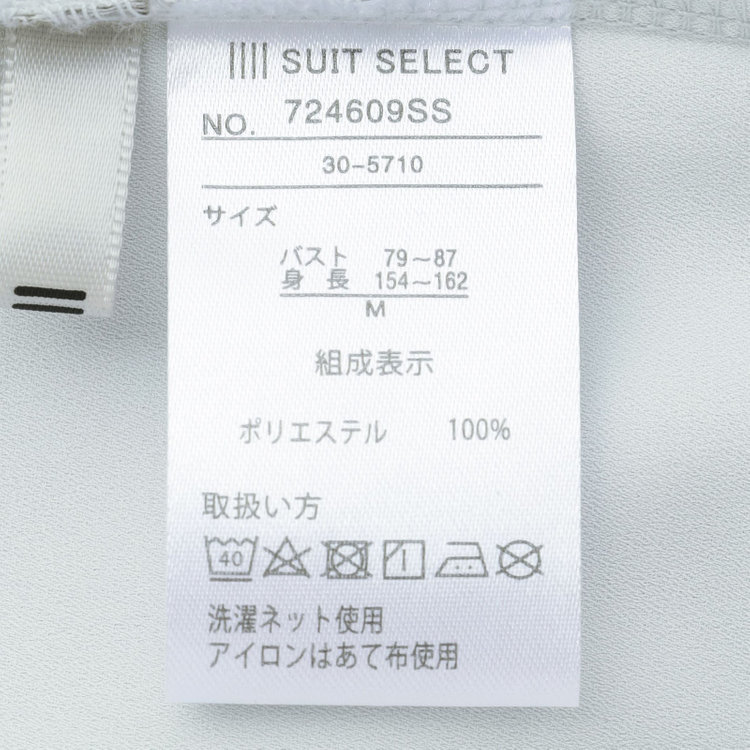 SUIT SELECT
NO. 724609SS
30-5710
サイズ
バスト 79～87
身長 154～162
M
組成表示
ポリエステル 100%
取扱い方
40
洗濯ネット使用
アイロンはあて布使用